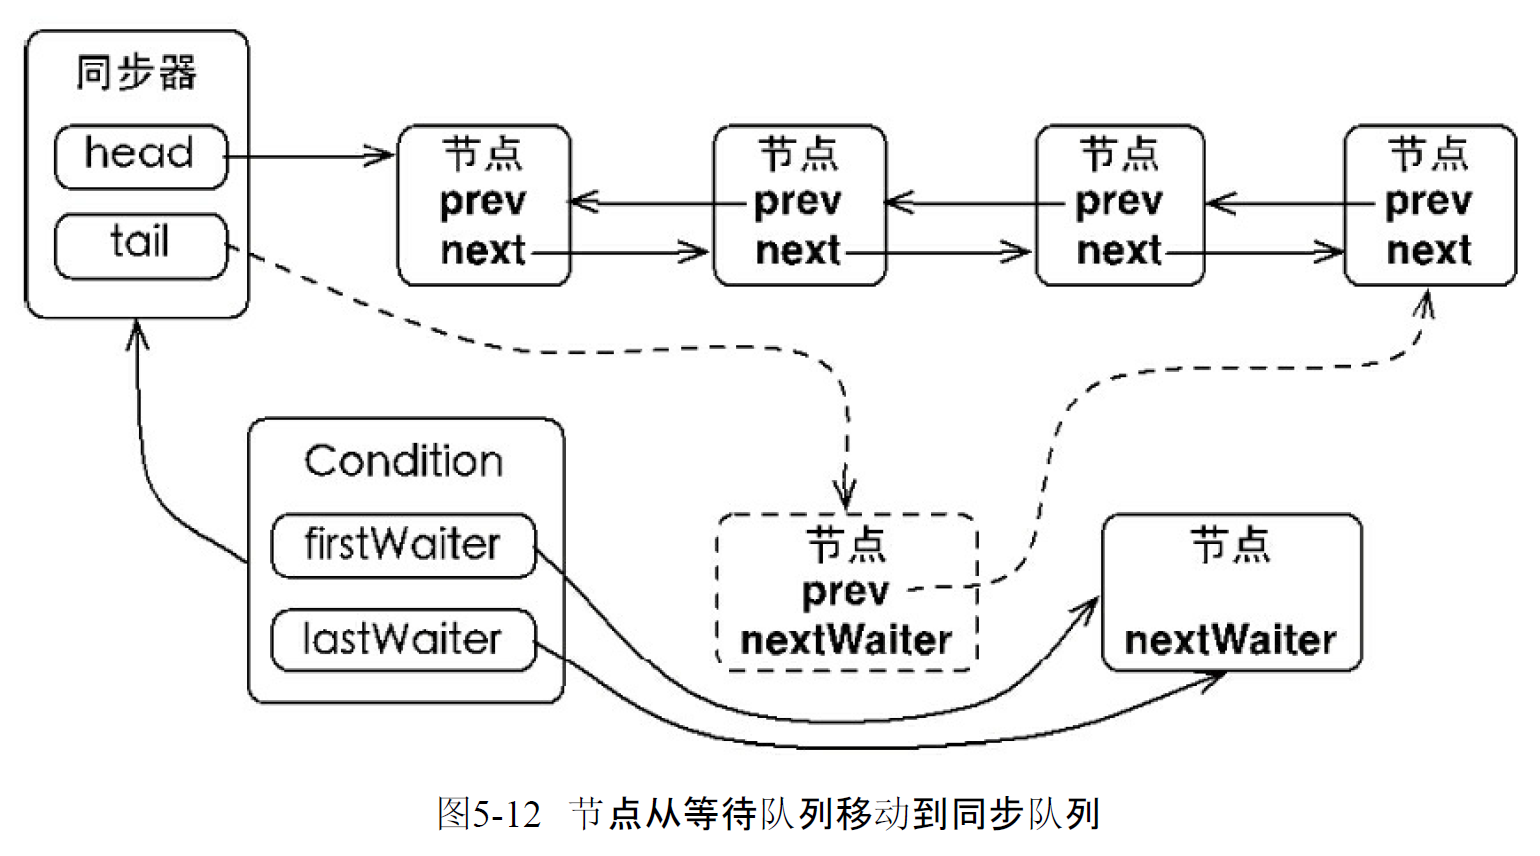 同步器
head
tail
节点
prev
next
节点
prev
next
节点
prev
next
节点
prev
next
Condition
firstWaiter
lastWaiter
节点
prev
nextWaiter
节点
nextWaiter
图5-12 节点从等待队列移动到同步队列